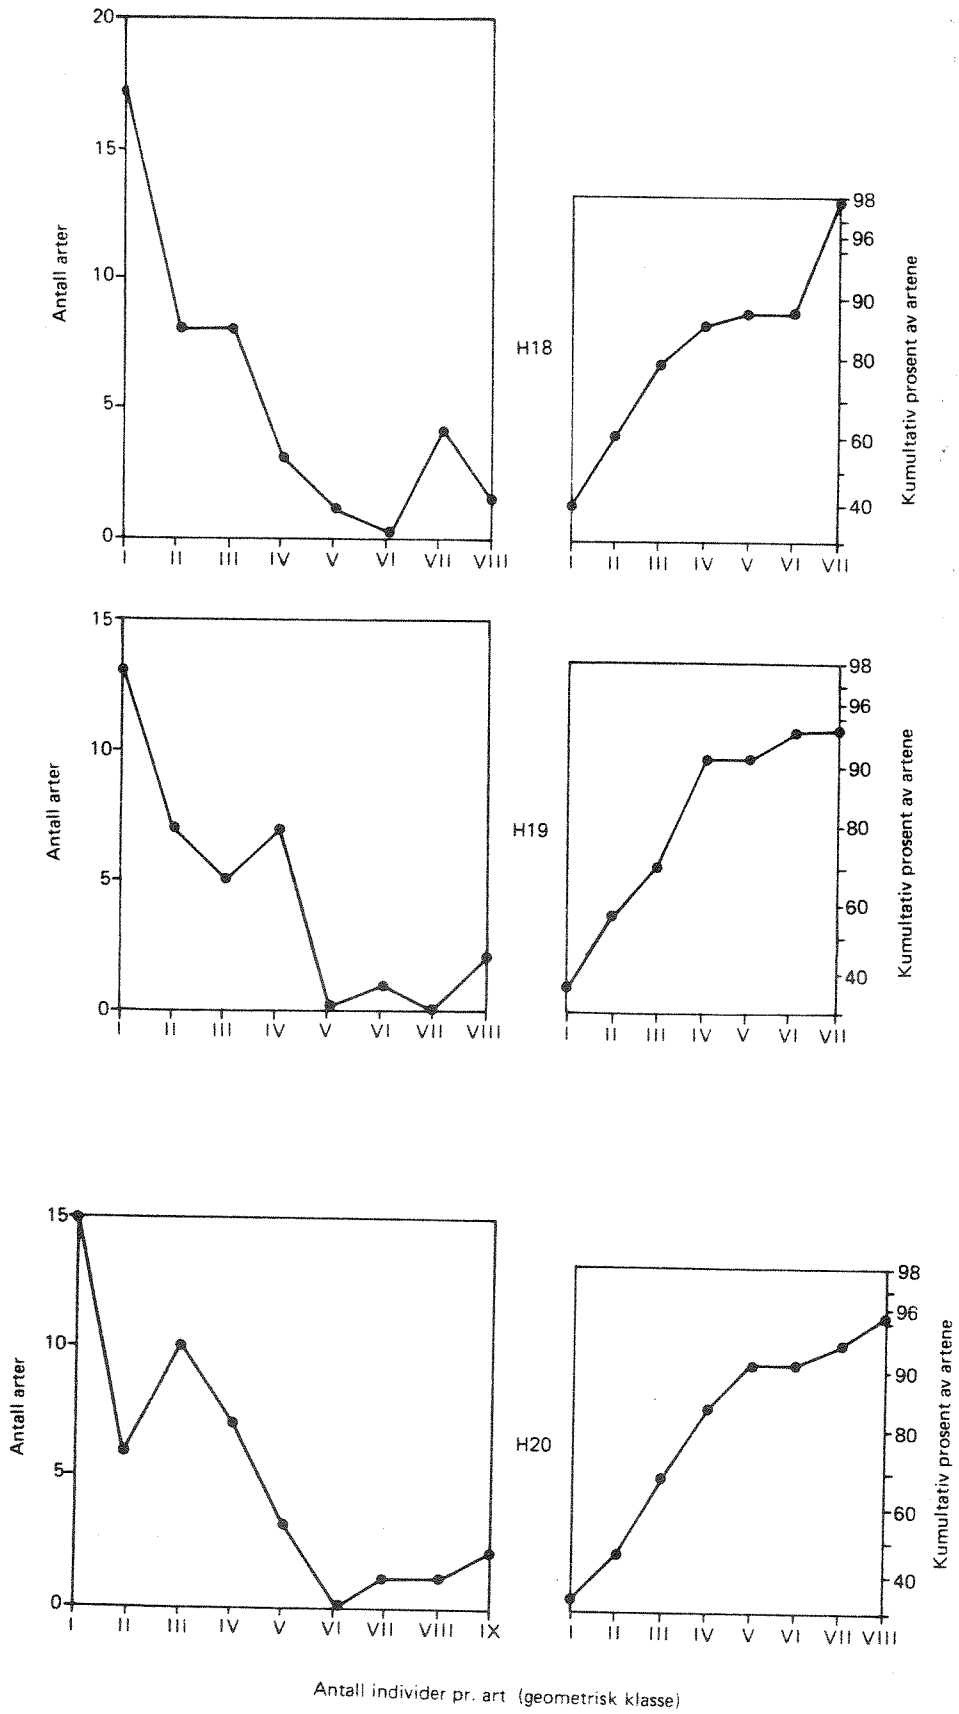 20
15
10
5
0
Antall arter
I II III IV V VI VII VIII
H18
98
96
90
80
60
40
Kumultativ prosent av artene
I II III IV V VI VII
15
10
5
0
Antall arter
I II III IV V VI VII VIII
H19
98
96
90
80
60
40
Kumultativ prosent av artene
I II III IV V VI VII
15
10
5
0
Antall arter
I II III IV V VI VII VIII IX
H20
98
96
90
80
60
40
Kumultativ prosent av artene
I II III IV V VI VII VIII
Antall individer pr. art (geometrisk klasse)